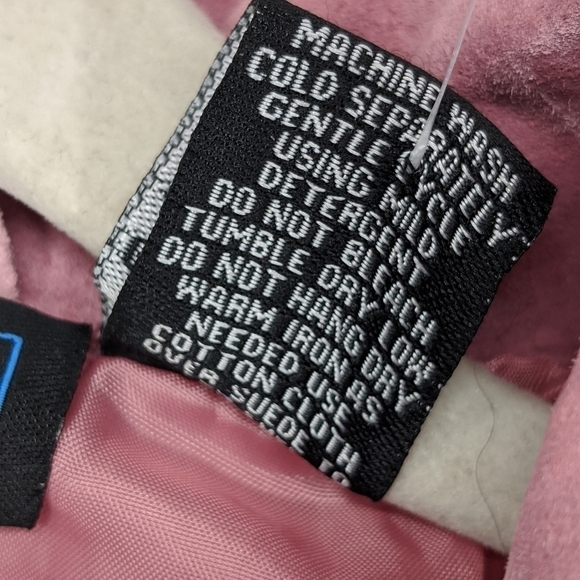 MACHINE WASH
COLD SEPARATELY
GENTLE CYCLE
USING MILD
DETERGENT
DO NOT BLEACH
TUMBLE DRY LOW
DO NOT HANG DRY
WARM IRON AS
NEEDED USE
COTTON CLOTH
OVER SUEDE
TO